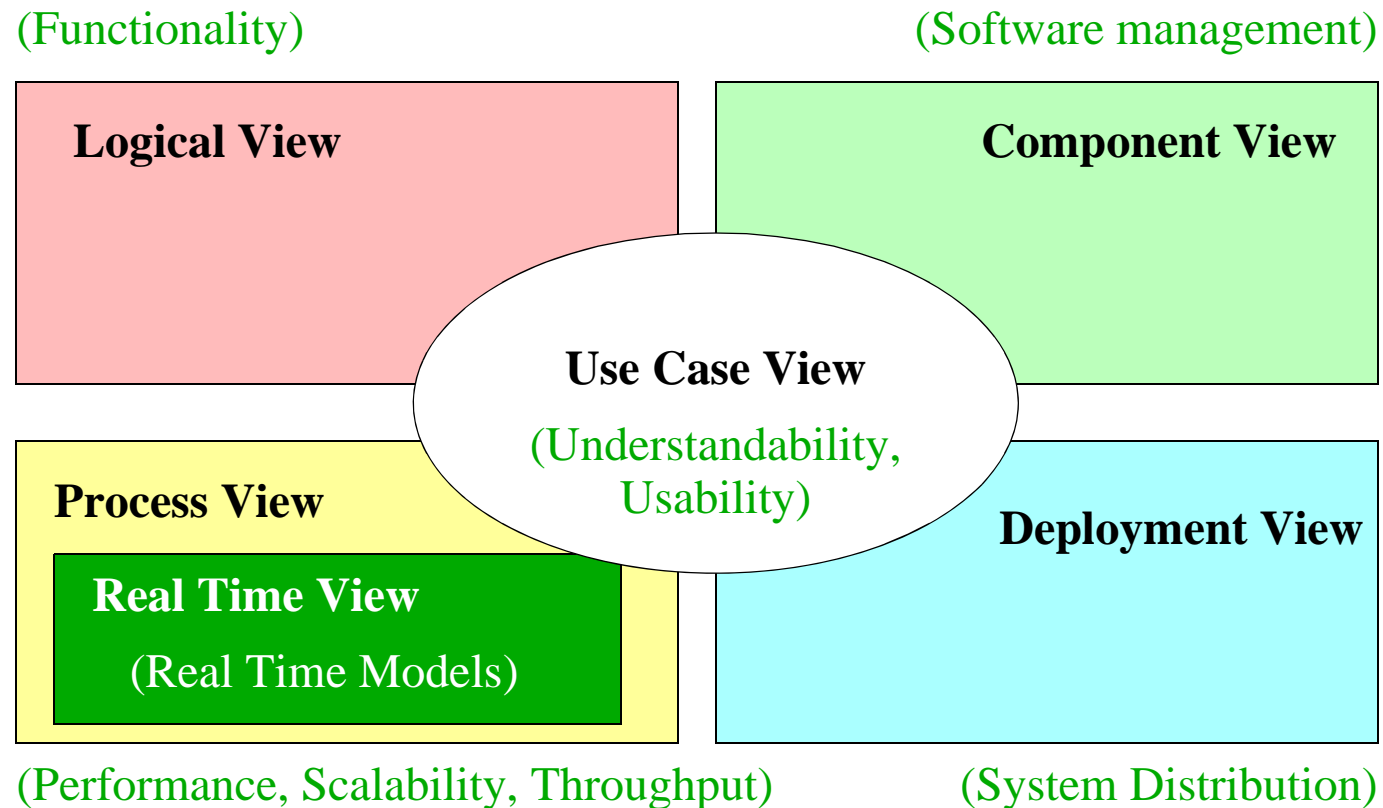 (Functionality)
(Software management)
Logical View
Component View
Use Case View
(Understandability,
Usability)
Process View
Deployment View
Real Time View
(Real Time Models)
(Performance, Scalability, Throughput)
(System Distribution)